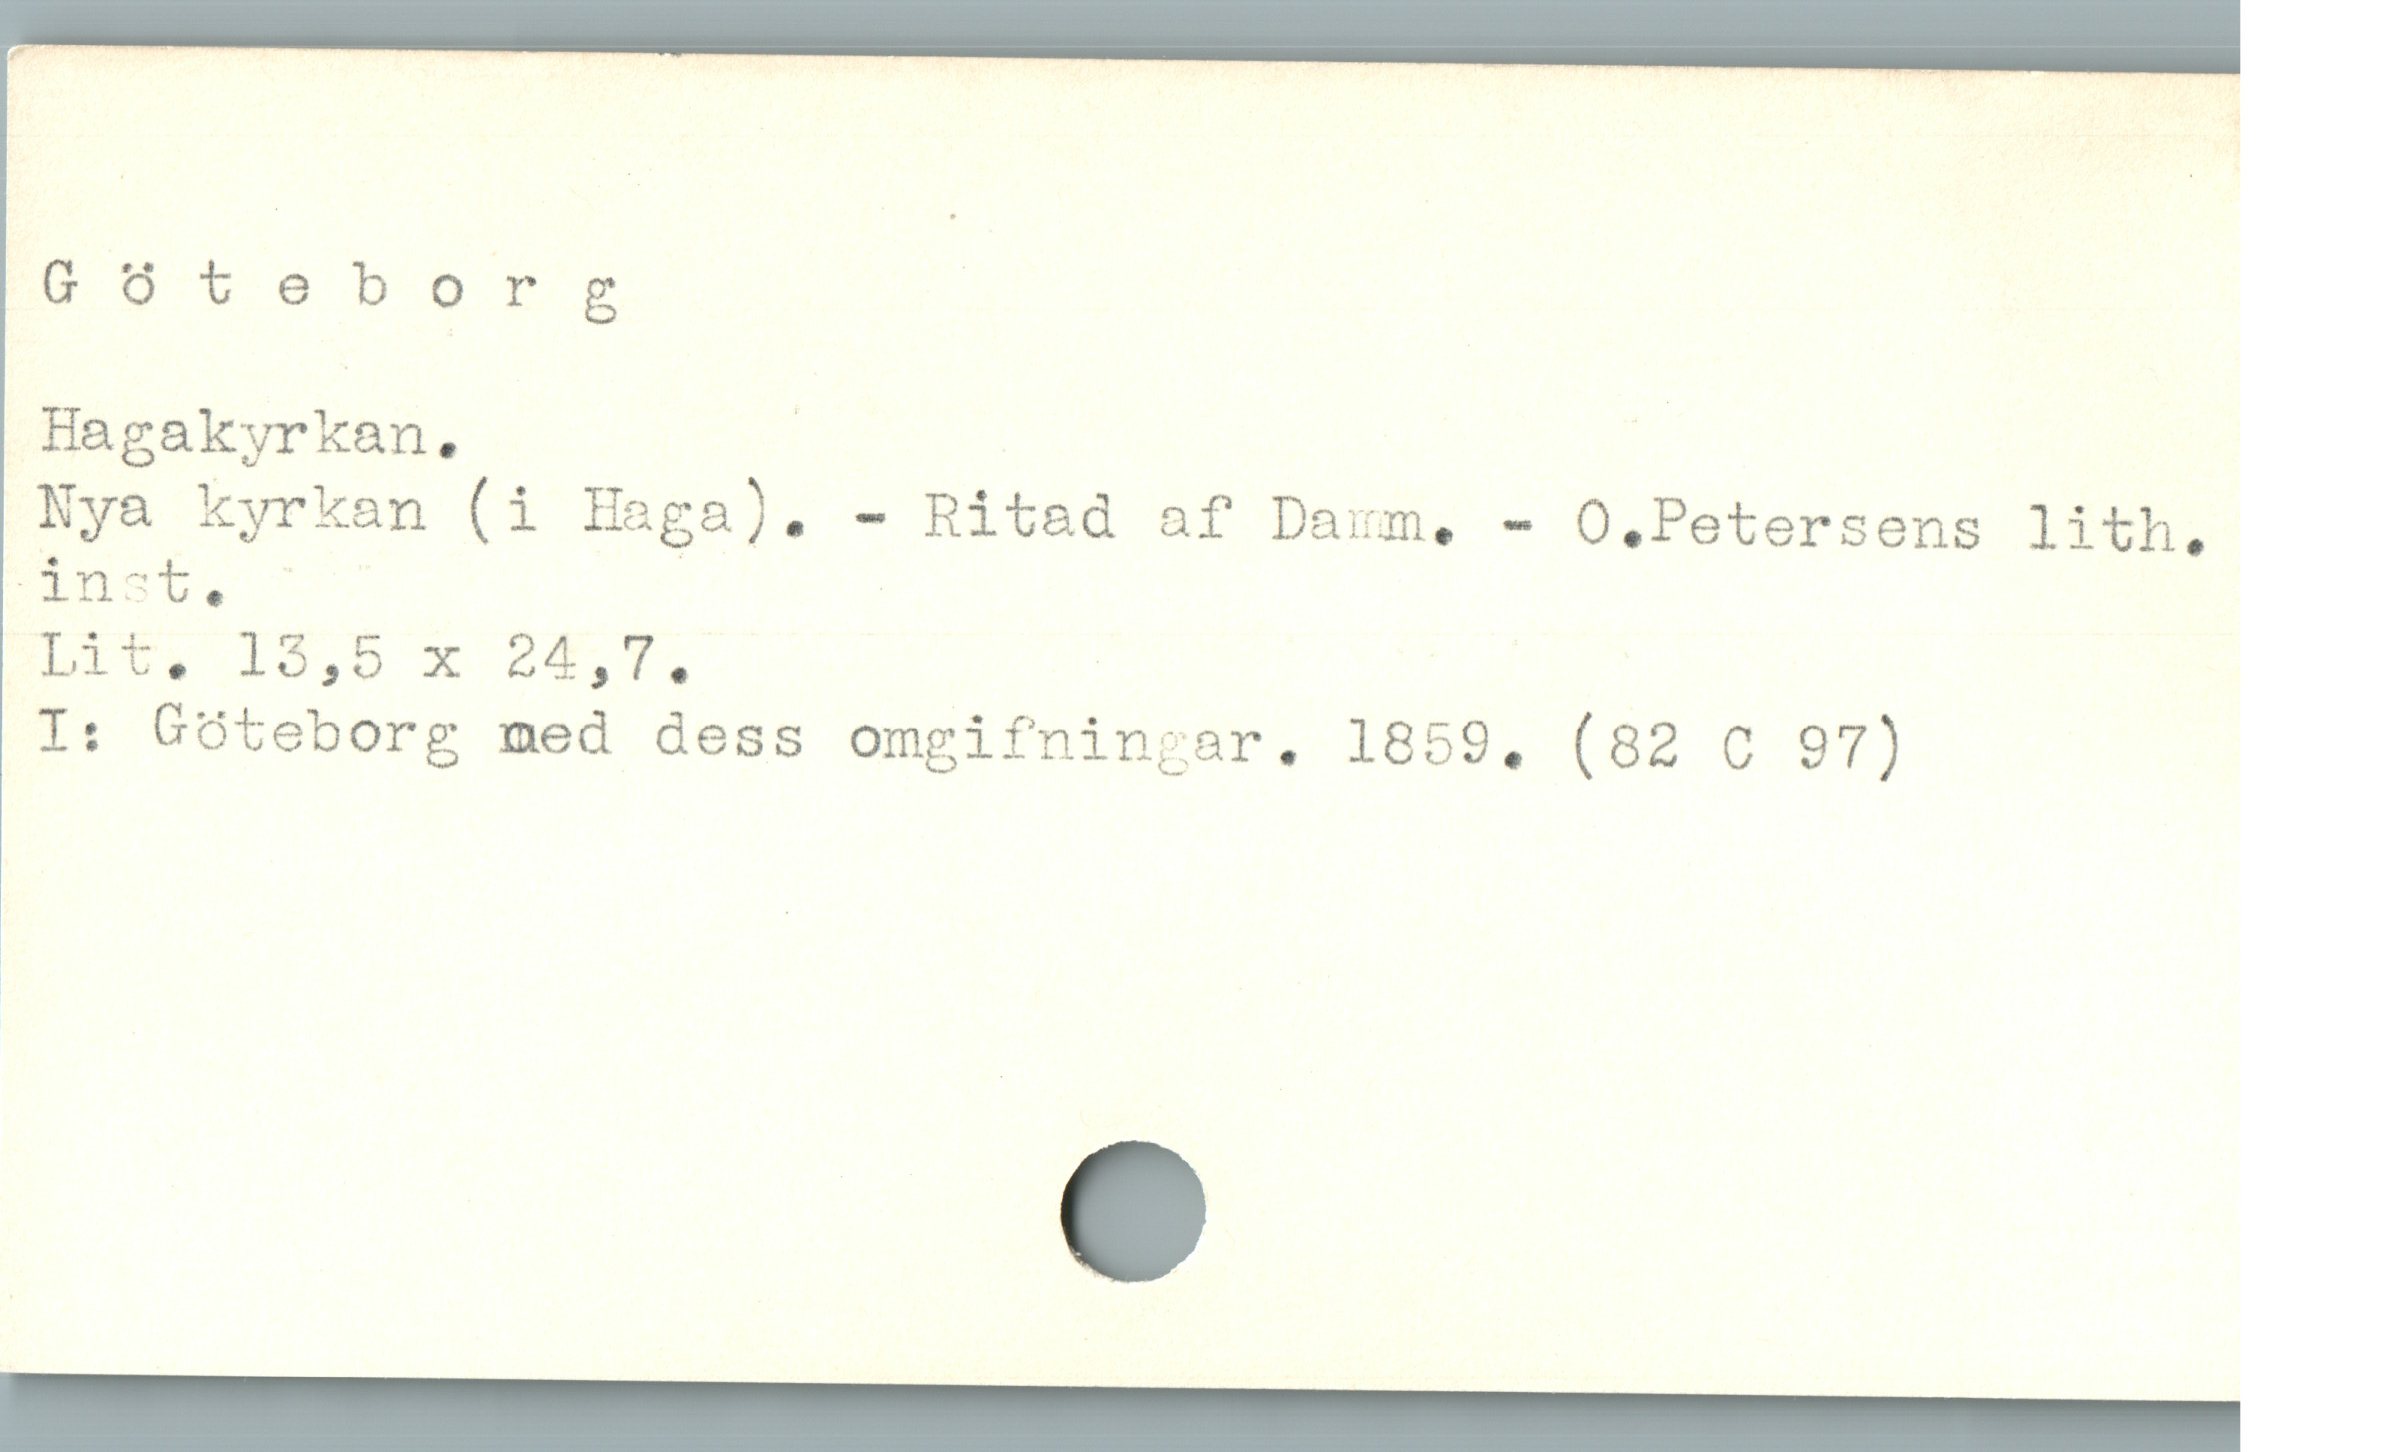 G ö t e b o r g
Hagakyrkan.
Nya kyrkan (i Haga). - Ritad af Damm. - O.Petersens lith.
inst.
Lit. 13,5 x 24,7.
I: Göteborg med dess omgifningar. 1859. (82 C 97)